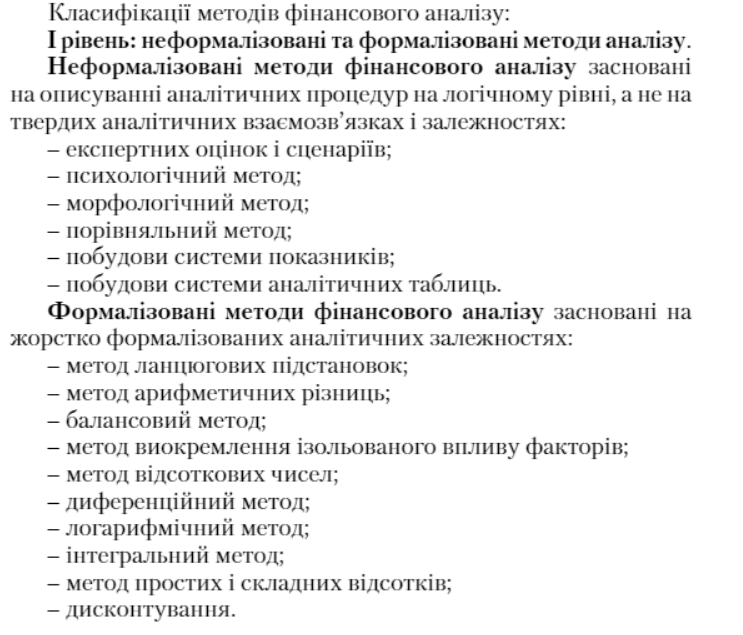 Класифікації методів фінансового аналізу:
І рівень: неформалізовані та формалізовані методи аналізу.
Неформалізовані методи фінансового аналізу засновані
на описуванні аналітичних процедур на логічному рівні, а не на
твердих аналітичних взаємозв’язках і залежностях:
– експертних оцінок і сценаріїв;
– психологічний метод;
– морфологічний метод;
– порівняльний метод;
– побудови системи показників;
– побудови системи аналітичних таблиць.
Формалізовані методи фінансового аналізу засновані на
жорстко формалізованих аналітичних залежностях:
– метод ланцюгових підстановок;
– метод арифметичних різниць;
– балансовий метод;
– метод виокремлення ізольованого впливу факторів;
– метод відсоткових чисел;
– диференційний метод;
– логарифмічний метод;
– інтегральний метод;
– метод простих і складних відсотків;
– дисконтування.